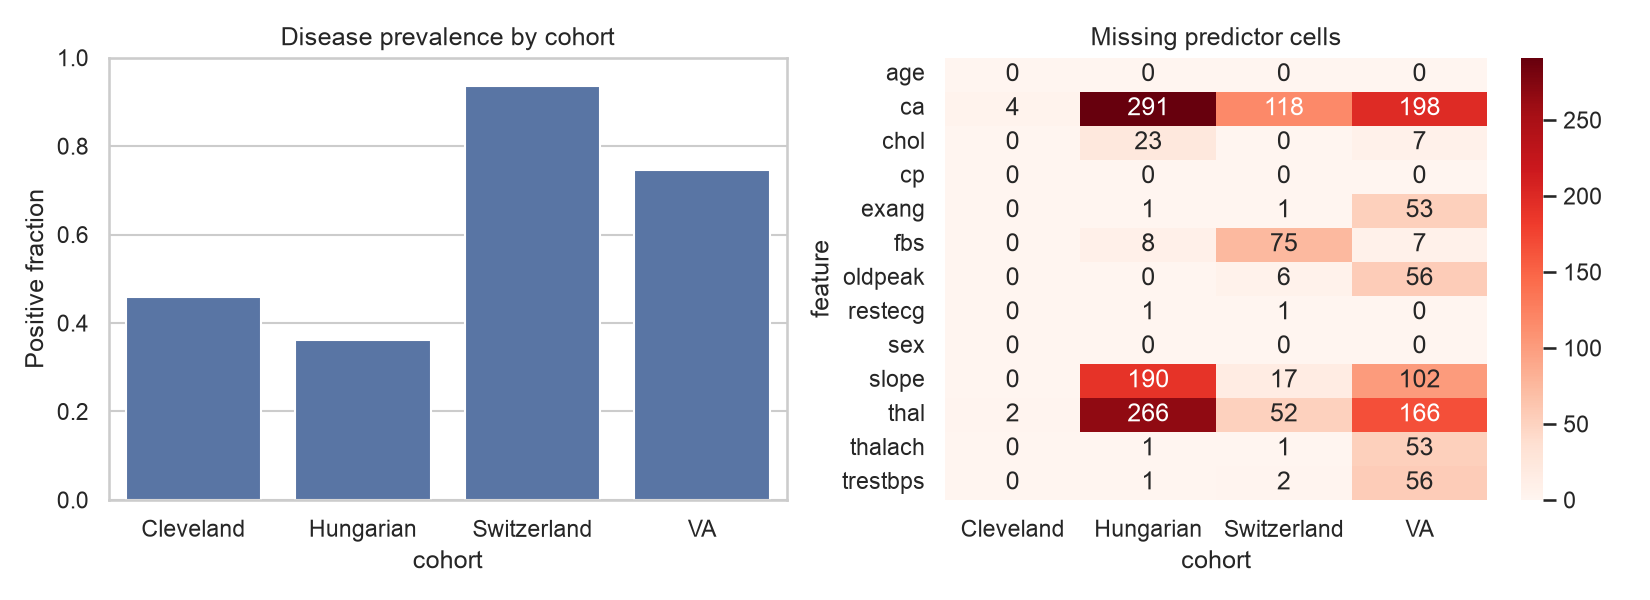 Disease prevalence by cohort
1.0
0.8
0.6
0.4
0.2
0.0
Positive fraction
Cleveland Hungarian Switzerland VA
cohort
Missing predictor cells
feature
age 0 0 0 0
ca 4 291 118 198
chol 0 23 0 7
cp 0 0 0 0
exang 0 1 1 53
fbs 0 8 75 7
oldpeak 0 0 6 56
restecg 0 1 1 0
sex 0 0 0 0
slope 0 190 17 102
thal 2 266 52 166
thalach 0 1 1 53
trestbps 0 1 2 56
Cleveland Hungarian Switzerland VA
cohort
250
200
150
100
50
0